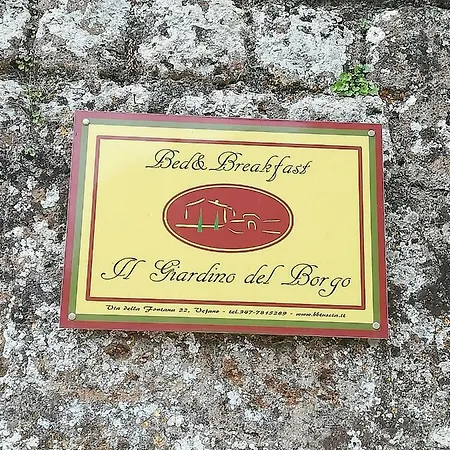 Bed & Breakfast
Il Giardino del Borgo
Via della Fontana 22, Vejano - tel. 347-7815269 - www.bbtuscia.it